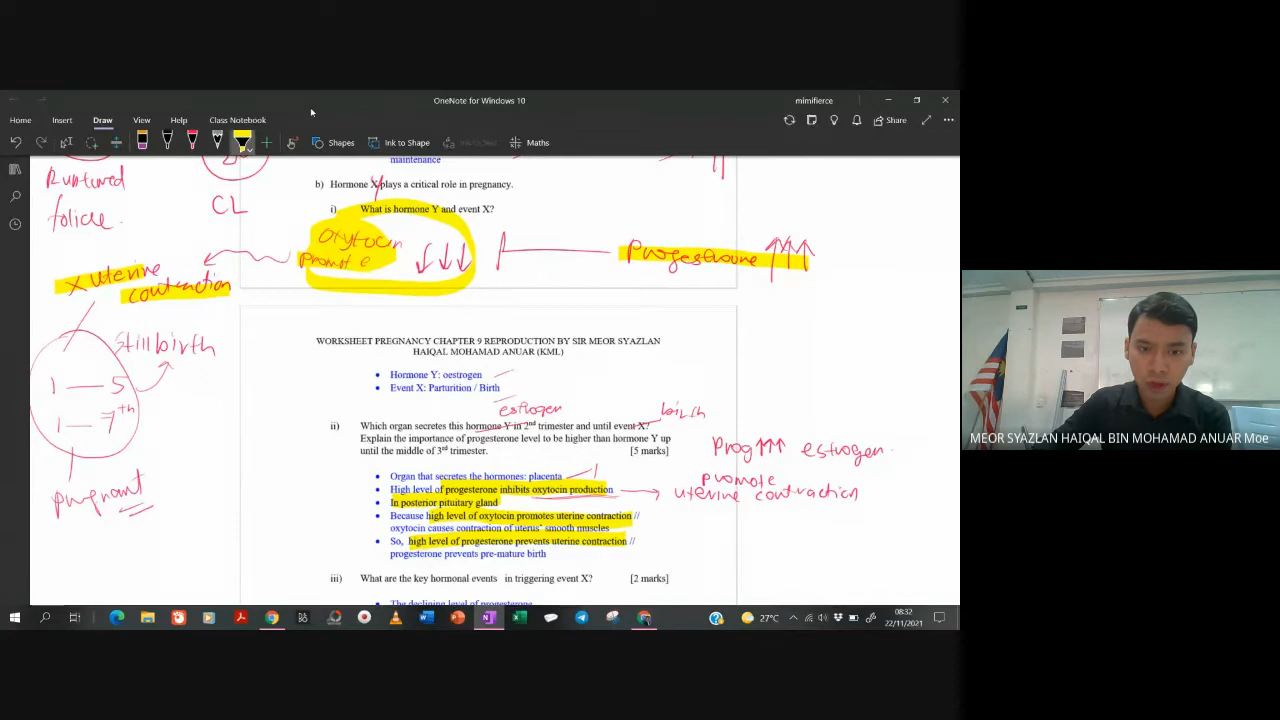 OneNote for Windows 10
mimifierce
Home Insert Draw View Help Class Notebook
Share
Shapes Ink to Shape Maths
maintenance
Ruptured
folicle.
CL
b) Hormone X plays a critical role in pregnancy.
Y
i) What is hormone Y and event X?
oxytocin
promote
progestrone
X uterine
contraction
still birth
1 — 5
1 — 7th
pregnant
WORKSHEET PREGNANCY CHAPTER 9 REPRODUCTION BY SIR MEOR SYAZLAN
HAIQAL MOHAMAD ANUAR (KML)
• Hormone Y: oestrogen
• Event X: Parturition / Birth
estrogen
birth
ii) Which organ secretes this hormone Y in 2nd trimester and until event X?
Explain the importance of progesterone level to be higher than hormone Y up
until the middle of 3rd trimester. [5 marks]
Prog↑↑↑ estrogen.
promote
uterine contraction
• Organ that secretes the hormones: placenta
• High level of progesterone inhibits oxytocin production
• In posterior pituitary gland
• Because high level of oxytocin promotes uterine contraction //
oxytocin causes contraction of uterus' smooth muscles
• So, high level of progesterone prevents uterine contraction //
progesterone prevents pre-mature birth
iii) What are the key hormonal events in triggering event X? [2 marks]
• The declining level of progesterone
MEOR SYAZLAN HAIQAL BIN MOHAMAD ANUAR Moe
27°C
08:32
22/11/2021